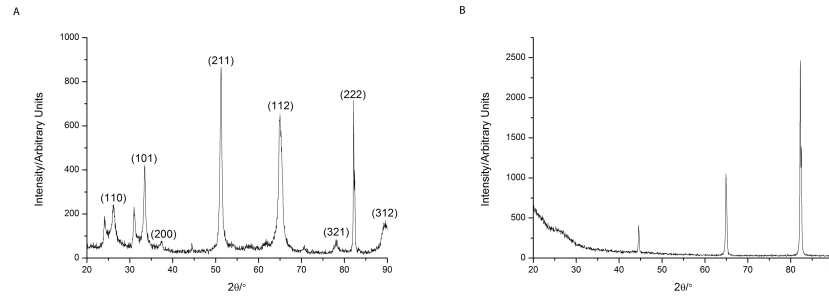 A
B
1000
800
600
400
200
0
Intensity/Arbitrary Units
(110)
(101)
(200)
(211)
(112)
(321)
(222)
(312)
20 30 40 50 60 70 80 90
2θ/°
2500
2000
1500
1000
500
0
Intensity/Arbitrary Units
20 30 40 50 60 70 80
2θ/°